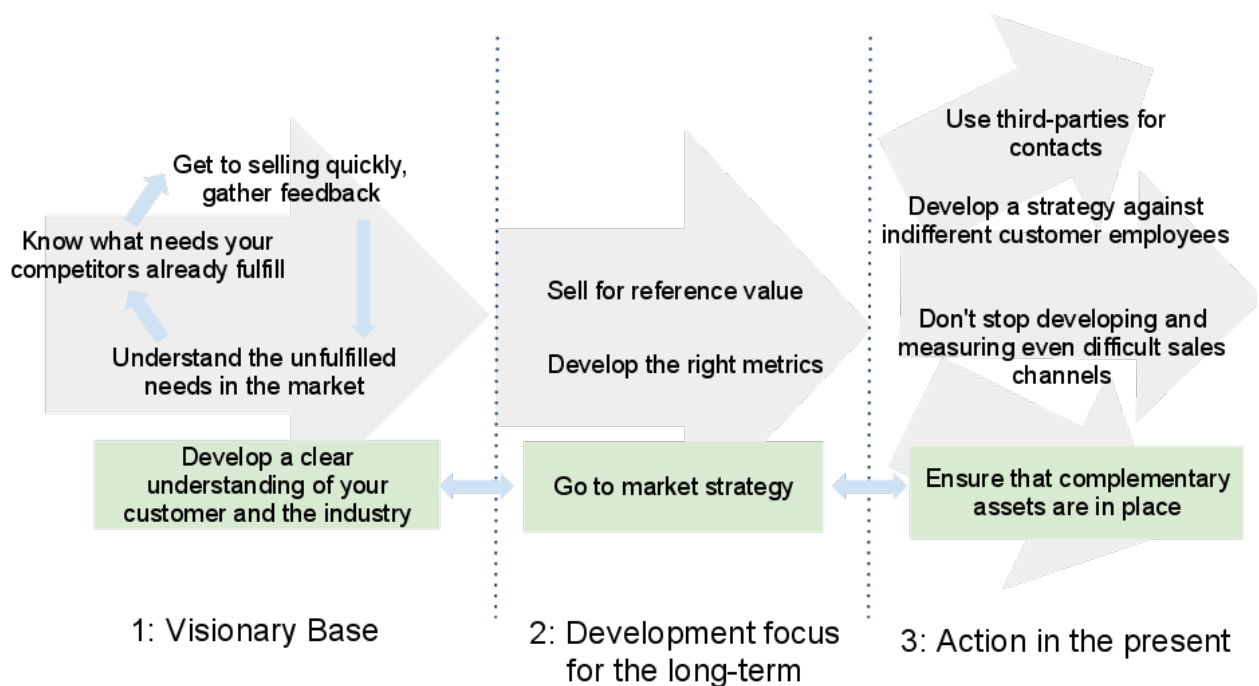 Get to selling quickly,
gather feedback
Know what needs your
competitors already fulfill
Understand the unfulfilled
needs in the market
Develop a clear
understanding of your
customer and the industry
1: Visionary Base
Sell for reference value
Develop the right metrics
Go to market strategy
2: Development focus
for the long-term
Use third-parties for
contacts
Develop a strategy against
indifferent customer employees
Don't stop developing and
measuring even difficult sales
channels
Ensure that complementary
assets are in place
3: Action in the present